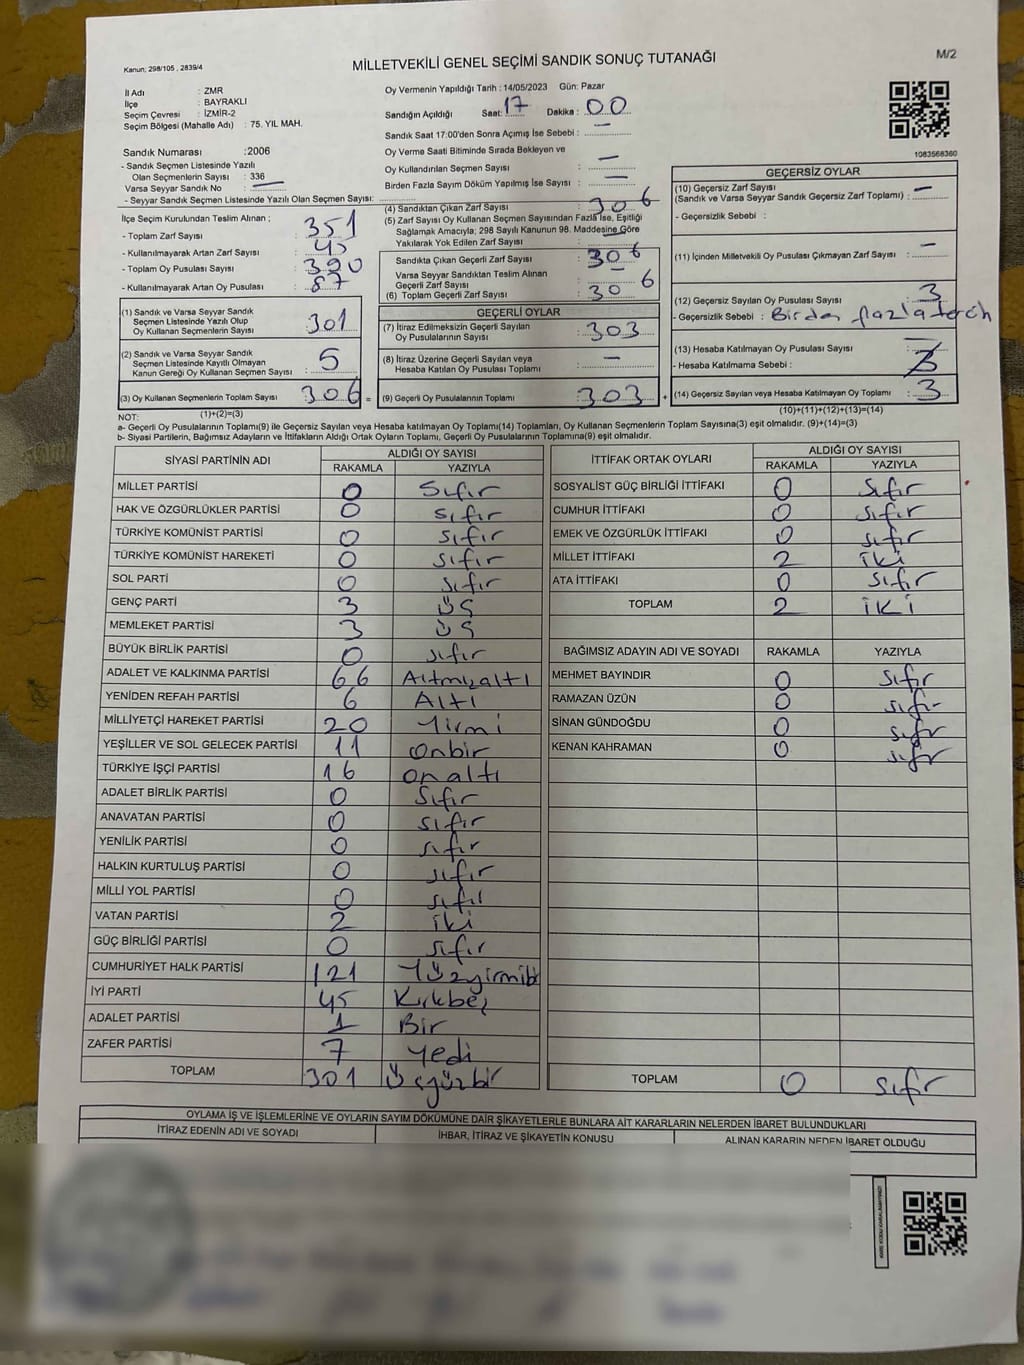 Kanun, 298/105 , 2839/4
MİLLETVEKİLİ GENEL SEÇİMİ SANDIK SONUÇ TUTANAĞI
M/2
İl Adı : ZMR
İlçe : BAYRAKLI
Seçim Çevresi : İZMİR-2
Seçim Bölgesi (Mahalle Adı) : 75. YIL MAH.
Oy Vermenin Yapıldığı Tarih : 14/05/2023 Gün: Pazar
Sandığın Açıldığı Saat: 17 Dakika : 00
Sandık Saat 17:00'den Sonra Açımış İse Sebebi : —
Oy Verme Saati Bitiminde Sırada Bekleyen ve
Oy Kullandırılan Seçmen Sayısı : —
Birden Fazla Sayım Döküm Yapılmış İse Sayısı : —
1083568360
Sandık Numarası :2006
- Sandık Seçmen Listesinde Yazılı
Olan Seçmenlerin Sayısı : 336
Varsa Seyyar Sandık No : —
- Seyyar Sandık Seçmen Listesinde Yazılı Olan Seçmen Sayısı:
İlçe Seçim Kurulundan Teslim Alınan ;
- Toplam Zarf Sayısı : 351
- Kullanılmayarak Artan Zarf Sayısı : 45
- Toplam Oy Pusulası Sayısı : 390
- Kullanılmayarak Artan Oy Pusulası : 87
(1) Sandık ve Varsa Seyyar Sandık
Seçmen Listesinde Yazılı Olup
Oy Kullanan Seçmenlerin Sayısı : 301
(2) Sandık ve Varsa Seyyar Sandık
Seçmen Listesinde Kayıtlı Olmayan
Kanun Gereği Oy Kullanan Seçmen Sayısı : 5
(3) Oy Kullanan Seçmenlerin Toplam Sayısı : 306 =
(1)+(2)=(3)
(4) Sandıktan Çıkan Zarf Sayısı : 306
(5) Zarf Sayısı Oy Kullanan Seçmen Sayısından Fazla İse, Eşitliği
Sağlamak Amacıyla; 298 Sayılı Kanunun 98. Maddesine Göre
Yakılarak Yok Edilen Zarf Sayısı : —
Sandıkta Çıkan Geçerli Zarf Sayısı : 306
Varsa Seyyar Sandıktan Teslim Alınan
Geçerli Zarf Sayısı : —
(6) Toplam Geçerli Zarf Sayısı : 306
GEÇERLİ OYLAR
(7) İtiraz Edilmeksizin Geçerli Sayılan
Oy Pusulalarının Sayısı : 303
(8) İtiraz Üzerine Geçerli Sayılan veya
Hesaba Katılan Oy Pusulası Toplamı : —
(9) Geçerli Oy Pusulalarının Toplamı : 303 +
GEÇERSİZ OYLAR
(10) Geçersiz Zarf Sayısı
(Sandık ve Varsa Seyyar Sandık Geçersiz Zarf Toplamı) : —
- Geçersizlik Sebebi :
(11) İçinden Milletvekili Oy Pusulası Çıkmayan Zarf Sayısı : —
(12) Geçersiz Sayılan Oy Pusulası Sayısı : 3
- Geçersizlik Sebebi : Birden fazla tercih
(13) Hesaba Katılmayan Oy Pusulası Sayısı :
- Hesaba Katılmama Sebebi :
(14) Geçersiz Sayılan veya Hesaba Katılmayan Oy Toplamı : 3
(10)+(11)+(12)+(13)=(14)
NOT:
a- Geçerli Oy Pusulalarının Toplamı(9) ile Geçersiz Sayılan veya Hesaba Katılmayan oy Toplamı(14) Toplamları, Oy Kullanan Seçmenlerin Toplam Sayısına(3) eşit olmalıdır. (9)+(14)=(3)
b- Siyasi Partilerin, Bağımsız Adayların ve İttifakların Aldığı Ortak Oyların Toplamı, Geçerli Oy Pusulalarının Toplamına(9) eşit olmalıdır.
SİYASİ PARTİNİN ADI ALDIĞI OY SAYISI
RAKAMLA YAZIYLA
MİLLET PARTİSİ 0 Sıfır
HAK VE ÖZGÜRLÜKLER PARTİSİ 0 sıfır
TÜRKİYE KOMÜNİST PARTİSİ 0 sıfır
TÜRKİYE KOMÜNİST HAREKETİ 0 sıfır
SOL PARTİ 0 sıfır
GENÇ PARTİ 3 üç
MEMLEKET PARTİSİ 3 üç
BÜYÜK BİRLİK PARTİSİ 0 sıfır
ADALET VE KALKINMA PARTİSİ 66 Altmışaltı
YENİDEN REFAH PARTİSİ 6 Altı
MİLLİYETÇİ HAREKET PARTİSİ 20 Yirmi
YEŞİLLER VE SOL GELECEK PARTİSİ 11 onbir
TÜRKİYE İŞÇİ PARTİSİ 16 onaltı
ADALET BİRLİK PARTİSİ 0 Sıfır
ANAVATAN PARTİSİ 0 sıfır
YENİLİK PARTİSİ 0 sıfır
HALKIN KURTULUŞ PARTİSİ 0 sıfır
MİLLİ YOL PARTİSİ 0 sıfıl
VATAN PARTİSİ 2 iki
GÜÇ BİRLİĞİ PARTİSİ 0 sıfır
CUMHURİYET HALK PARTİSİ 121 Yüzyirmibir
İYİ PARTİ 45 Kıkbeş
ADALET PARTİSİ 1 Bir
ZAFER PARTİSİ 7 yedi
TOPLAM 301 Üçyüzbir
İTTİFAK ORTAK OYLARI ALDIĞI OY SAYISI
RAKAMLA YAZIYLA
SOSYALİST GÜÇ BİRLİĞİ İTTİFAKI 0 sıfır
CUMHUR İTTİFAKI 0 sıfır
EMEK VE ÖZGÜRLÜK İTTİFAKI 0 sıfır
MİLLET İTTİFAKI 2 iki
ATA İTTİFAKI 0 sıfır
TOPLAM 2 İKİ
BAĞIMSIZ ADAYIN ADI VE SOYADI RAKAMLA YAZIYLA
MEHMET BAYINDIR 0 sıfır
RAMAZAN ÜZÜN 0 sıfır
SİNAN GÜNDOĞDU 0 sıfır
KENAN KAHRAMAN 0 sıfır
TOPLAM 0 sıfır
OYLAMA İŞ VE İŞLEMLERİNE VE OYLARIN SAYIM DÖKÜMÜNE DAİR ŞİKAYETLERLE BUNLARA AİT KARARLARIN NELERDEN İBARET BULUNDUKLARI
İTİRAZ EDENİN ADI VE SOYADI İHBAR, İTİRAZ VE ŞİKAYETİN KONUSU ALINAN KARARIN NEDEN İBARET OLDUĞU